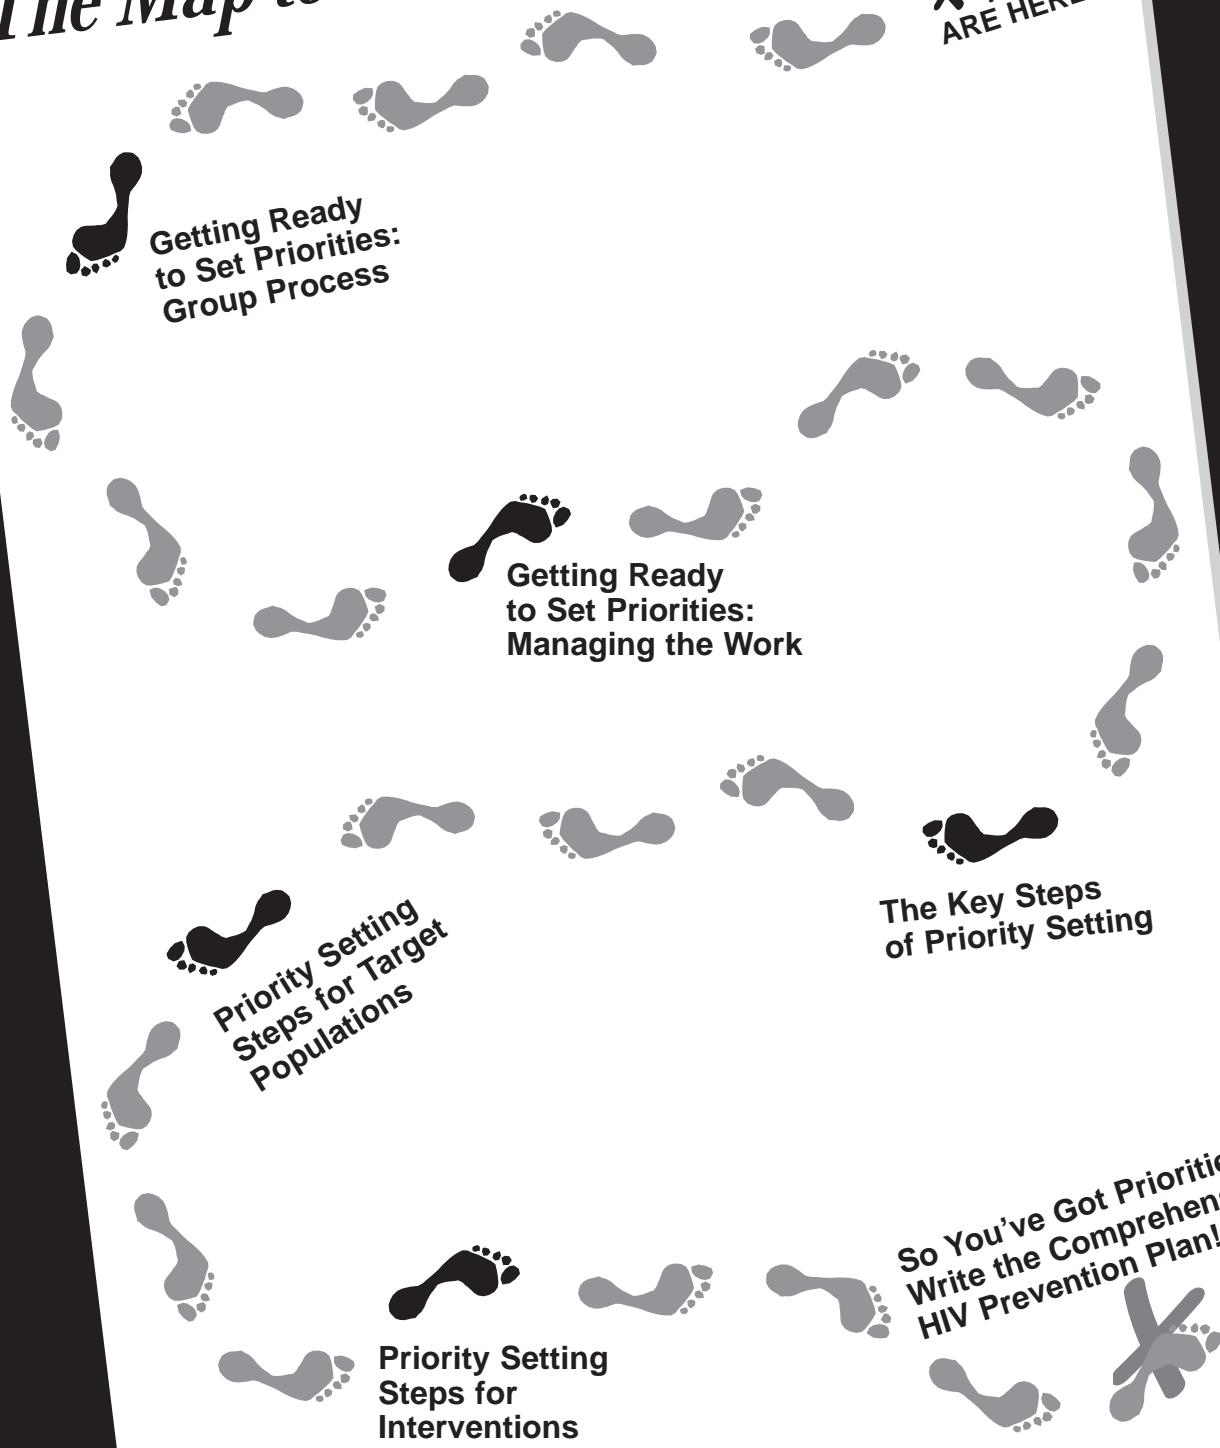 The Map to
ARE HERE
Getting Ready
to Set Priorities:
Group Process
Getting Ready
to Set Priorities:
Managing the Work
The Key Steps
of Priority Setting
Priority Setting
Steps for Target
Populations
So You’ve Got
Write the
HIV Prevention Plan!
Priority Setting
Steps for
Interventions